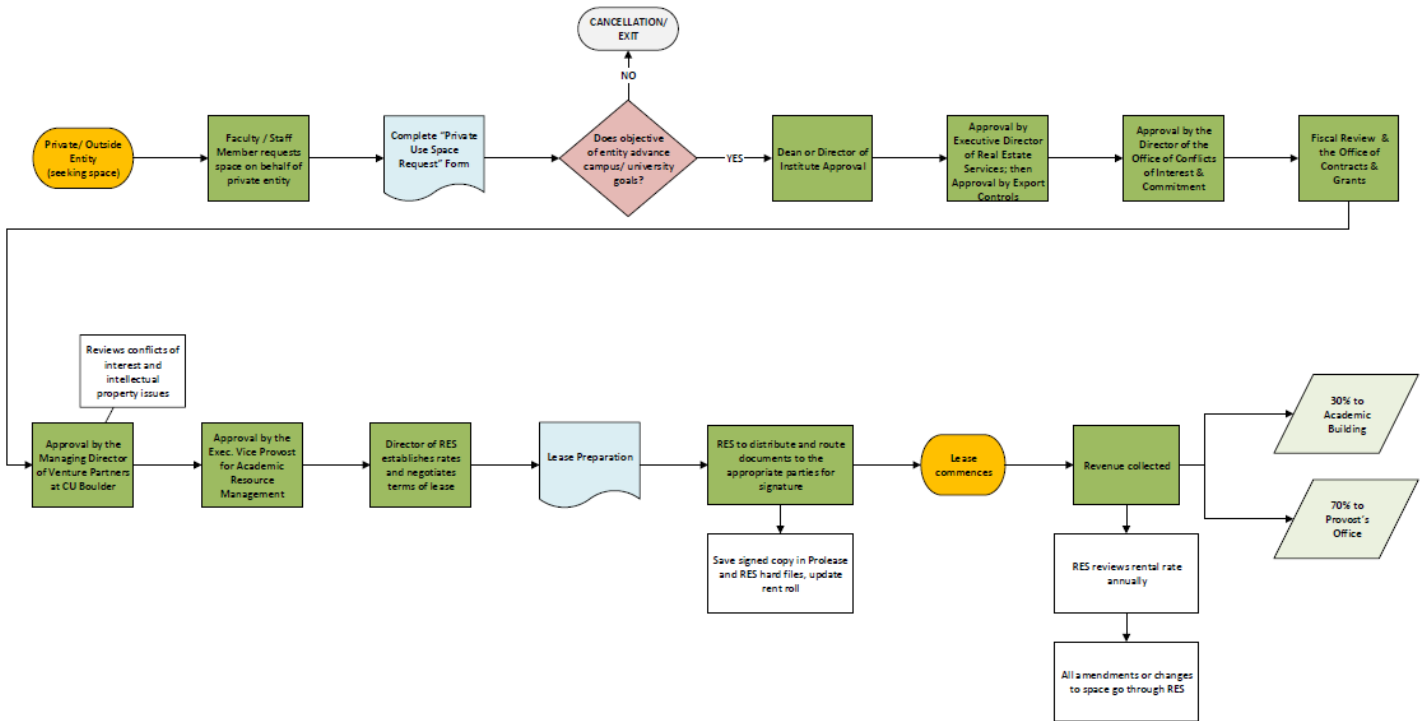 CANCELLATION/
EXIT
NO
Private/ Outside
Entity
(seeking space)
Faculty / Staff
Member requests
space on behalf of
private entity
Complete “Private
Use Space
Request” Form
Does objective
of entity advance
campus/ university
goals?
YES
Dean or Director of
Institute Approval
Approval by
Executive Director
of Real Estate
Services; then
Approval by Export
Controls
Approval by the
Director of the
Office of Conflicts
of Interest &
Commitment
Fiscal Review &
the Office of
Contracts &
Grants
Reviews conflicts of
interest and
intellectual
property issues
Approval by the
Managing Director
of Venture Partners
at CU Boulder
Approval by the
Exec. Vice Provost
for Academic
Resource
Management
Director of RES
establishes rates
and negotiates
terms of lease
Lease Preparation
RES to distribute and route
documents to the
appropriate parties for
signature
Lease
commences
Revenue collected
30% to
Academic
Building
70% to
Provost’s
Office
Save signed copy in Prolease
and RES hard files, update
rent roll
RES reviews rental rate
annually
All amendments or changes
to space go through RES